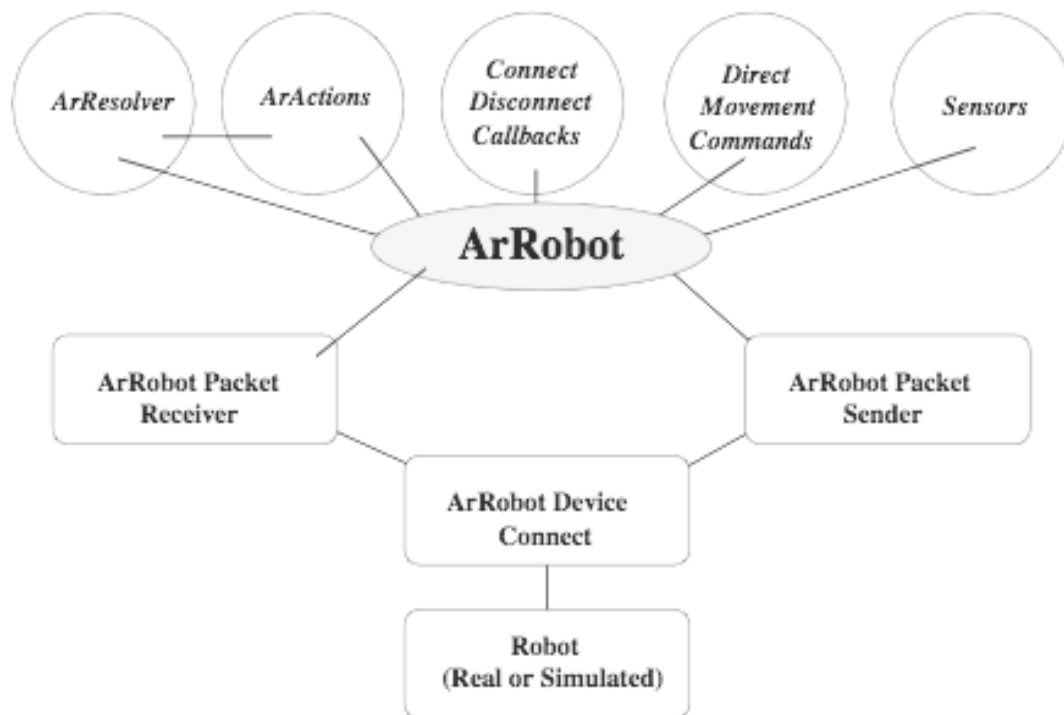 ArResolver
ArActions
Connect
Disconnect
Callbacks
Direct
Movement
Commands
Sensors
ArRobot
ArRobot Packet
Receiver
ArRobot Packet
Sender
ArRobot Device
Connect
Robot
(Real or Simulated)